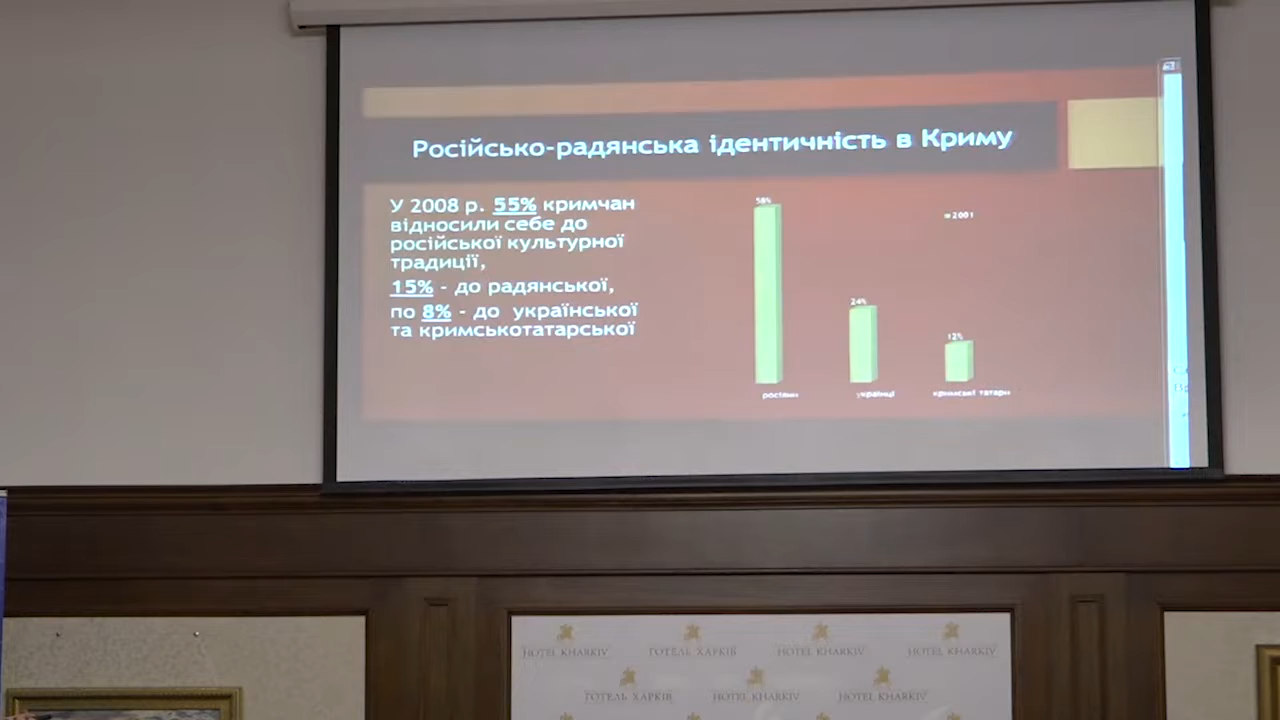 Російсько-радянська ідентичність в Криму
У 2008 р. 55% кримчан
відносили себе до
російської культурної
традиції,
15% - до радянської,
по 8% - до української
та кримськотатарської
58%
24%
12%
2001
росіяни
українці
кримські татари
HOTEL KHARKIV
ГОТЕЛЬ ХАРКІВ
HOTEL KHARKIV
HOTEL KHARKIV
ГОТЕЛЬ ХАРКІВ
HOTEL KHARKIV
HOTEL KHARKIV